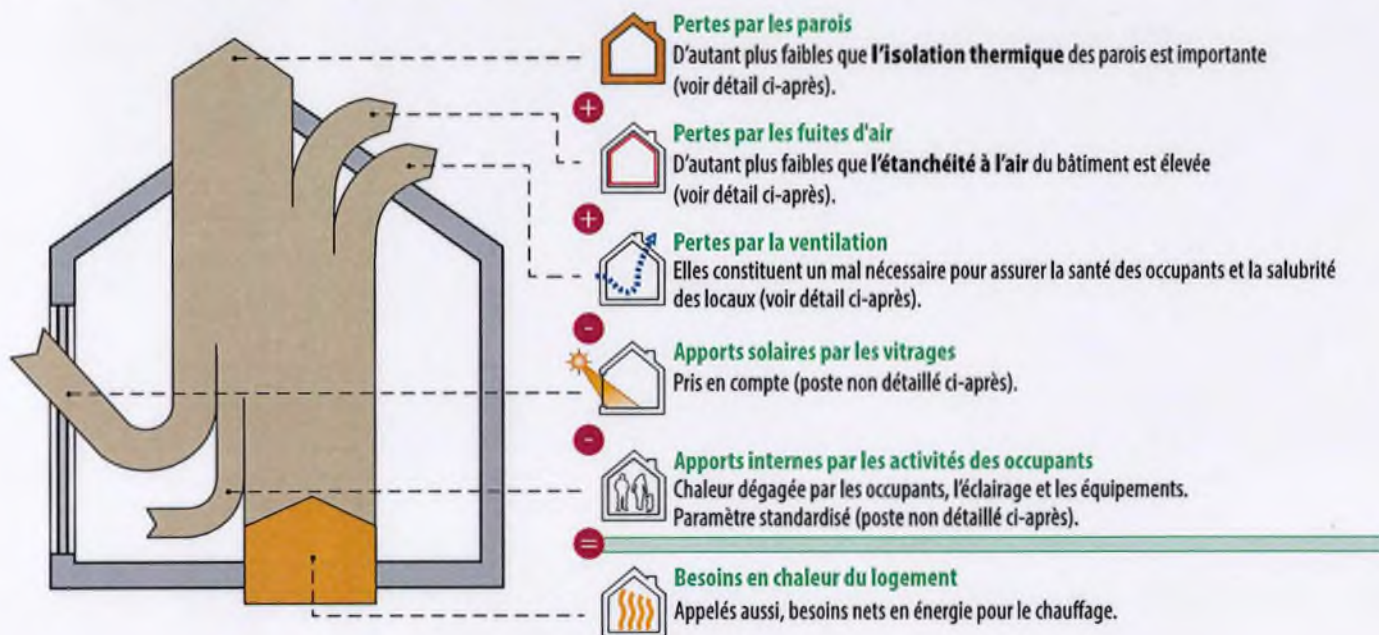 Pertes par les parois
D'autant plus faibles que l'isolation thermique des parois est importante
(voir détail ci-après).
+
Pertes par les fuites d'air
D'autant plus faibles que l'étanchéité à l'air du bâtiment est élevée
(voir détail ci-après).
+
Pertes par la ventilation
Elles constituent un mal nécessaire pour assurer la santé des occupants et la salubrité
des locaux (voir détail ci-après).
-
Apports solaires par les vitrages
Pris en compte (poste non détaillé ci-après).
-
Apports internes par les activités des occupants
Chaleur dégagée par les occupants, l'éclairage et les équipements.
Paramètre standardisé (poste non détaillé ci-après).
=
Besoins en chaleur du logement
Appelés aussi, besoins nets en énergie pour le chauffage.